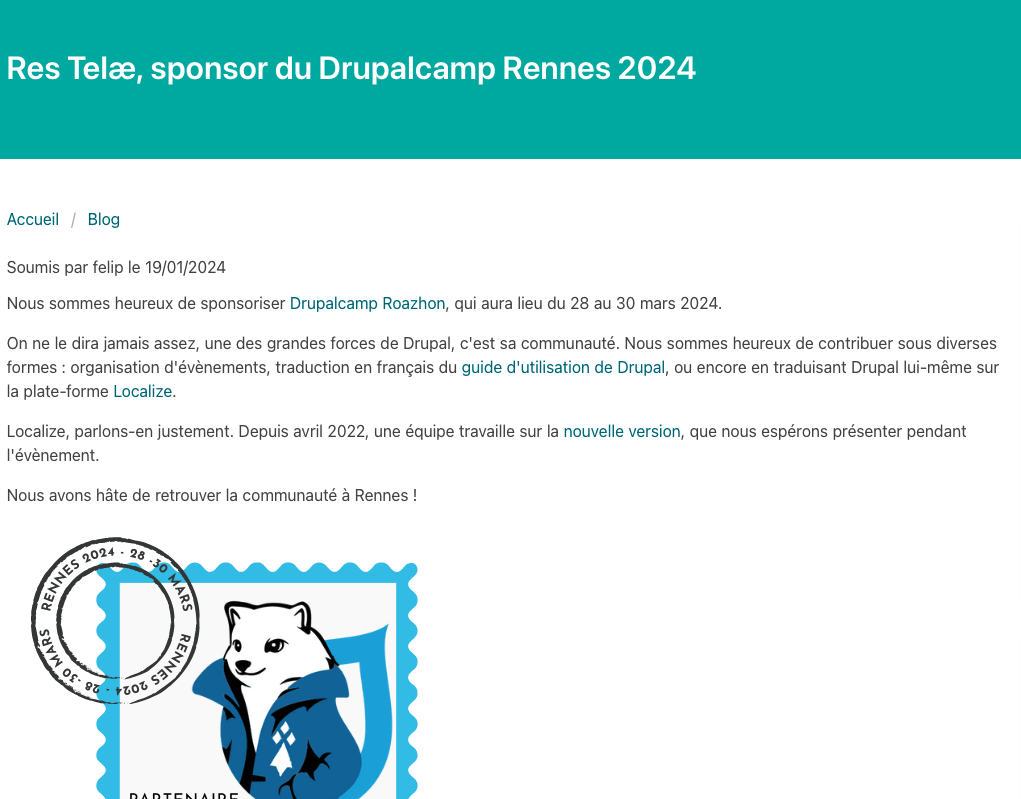 Res Telæ, sponsor du Drupalcamp Rennes 2024
Accueil / Blog
Soumis par felip le 19/01/2024
Nous sommes heureux de sponsoriser Drupalcamp Roazhon, qui aura lieu du 28 au 30 mars 2024.
On ne le dira jamais assez, une des grandes forces de Drupal, c'est sa communauté. Nous sommes heureux de contribuer sous diverses
formes : organisation d'évènements, traduction en français du guide d'utilisation de Drupal, ou encore en traduisant Drupal lui-même sur
la plate-forme Localize.
Localize, parlons-en justement. Depuis avril 2022, une équipe travaille sur la nouvelle version, que nous espérons présenter pendant
l'évènement.
Nous avons hâte de retrouver la communauté à Rennes !
RENNES 2024 · 28 -30 MARS
RENNES 2024 · 28 -30 MARS
PARTENAIRE